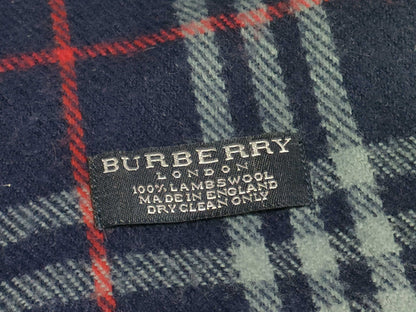 BURBERRY
LONDON
100% LAMBSWOOL
MADE IN ENGLAND
DRY CLEAN ONLY